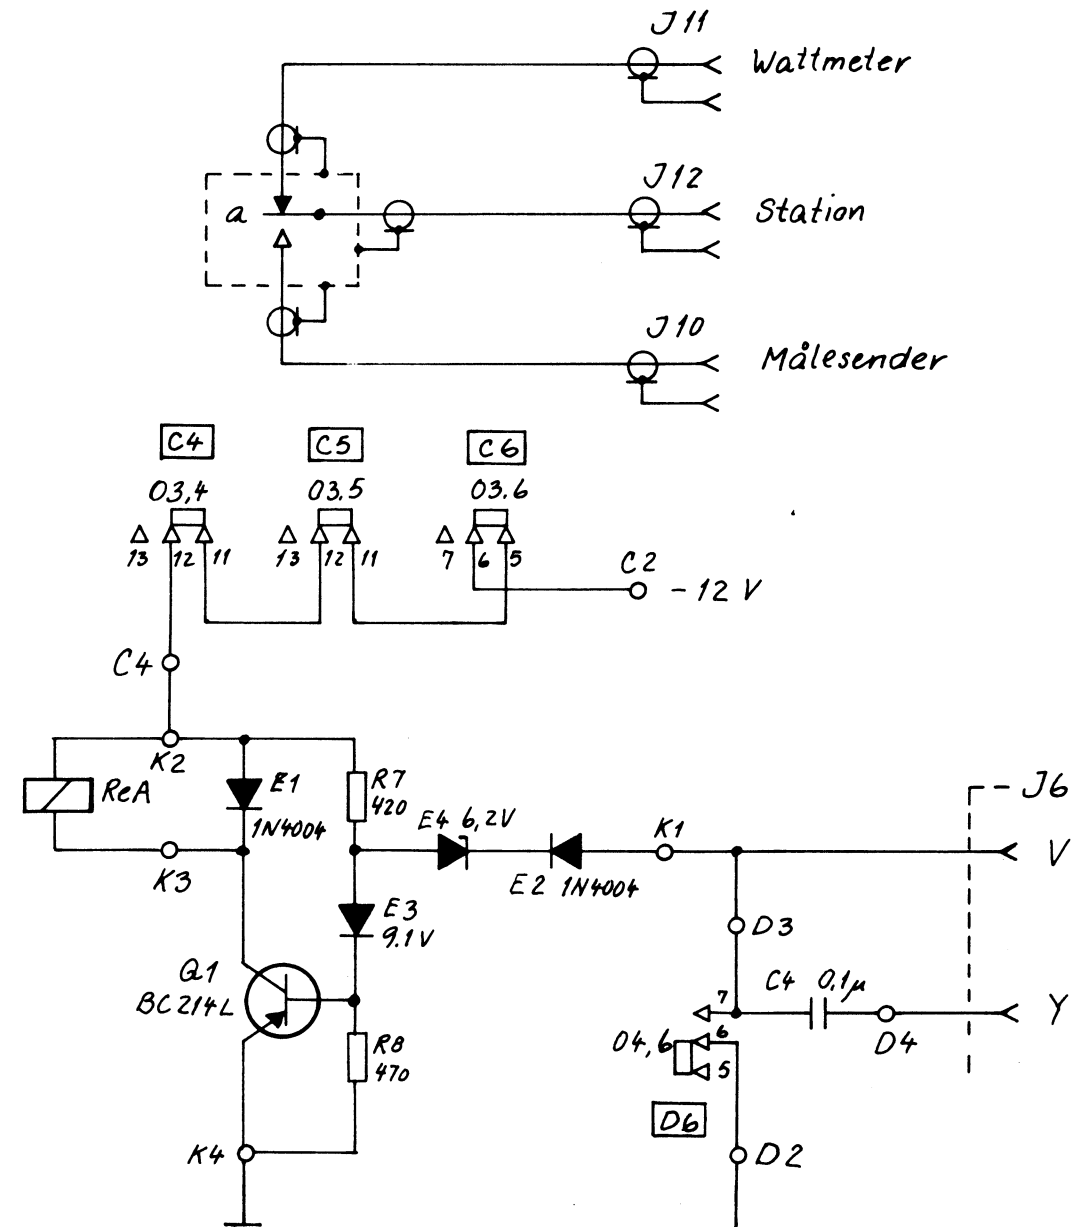 J11
Wattmeter
J12
a
Station
J10
Målesender
C4
C5
C6
03,4
03.5
03.6
13
12
11
13
12
11
7
6
5
C2
- 12 V
C4
K2
ReA
E1
1N4004
R7
420
J6
E4 6,2V
K1
V
K3
E2 1N4004
E3
9.1V
D3
Q1
BC214L
C4 0,1µ
7
Y
D4
04,6
6
5
R8
470
D6
K4
D2